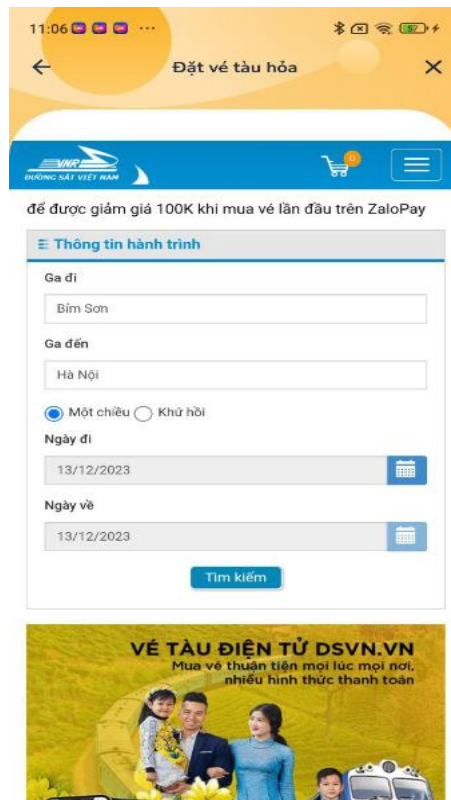 11:06
57
Đặt vé tàu hỏa
VNR
ĐƯỜNG SẮT VIỆT NAM
0
để được giảm giá 100K khi mua vé lần đầu trên ZaloPay
Thông tin hành trình
Ga đi
Bỉm Sơn
Ga đến
Hà Nội
Một chiều Khứ hồi
Ngày đi
13/12/2023
Ngày về
13/12/2023
Tìm kiếm
VÉ TÀU ĐIỆN TỬ DSVN.VN
Mua vé thuận tiện mọi lúc mọi nơi,
nhiều hình thức thanh toán